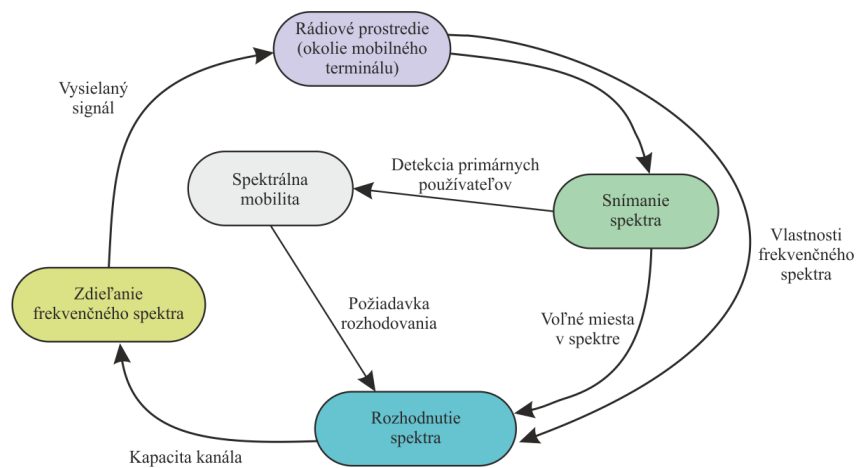 Rádiové prostredie
(okolie mobilného
terminálu)
Vysielaný
signál
Detekcia primárnych
používateľov
Spektrálna
mobilita
Snímanie
spektra
Vlastnosti
frekvenčného
spektra
Zdieľanie
frekvenčného spektra
Požiadavka
rozhodovania
Voľné miesta
v spektre
Rozhodnutie
spektra
Kapacita kanála